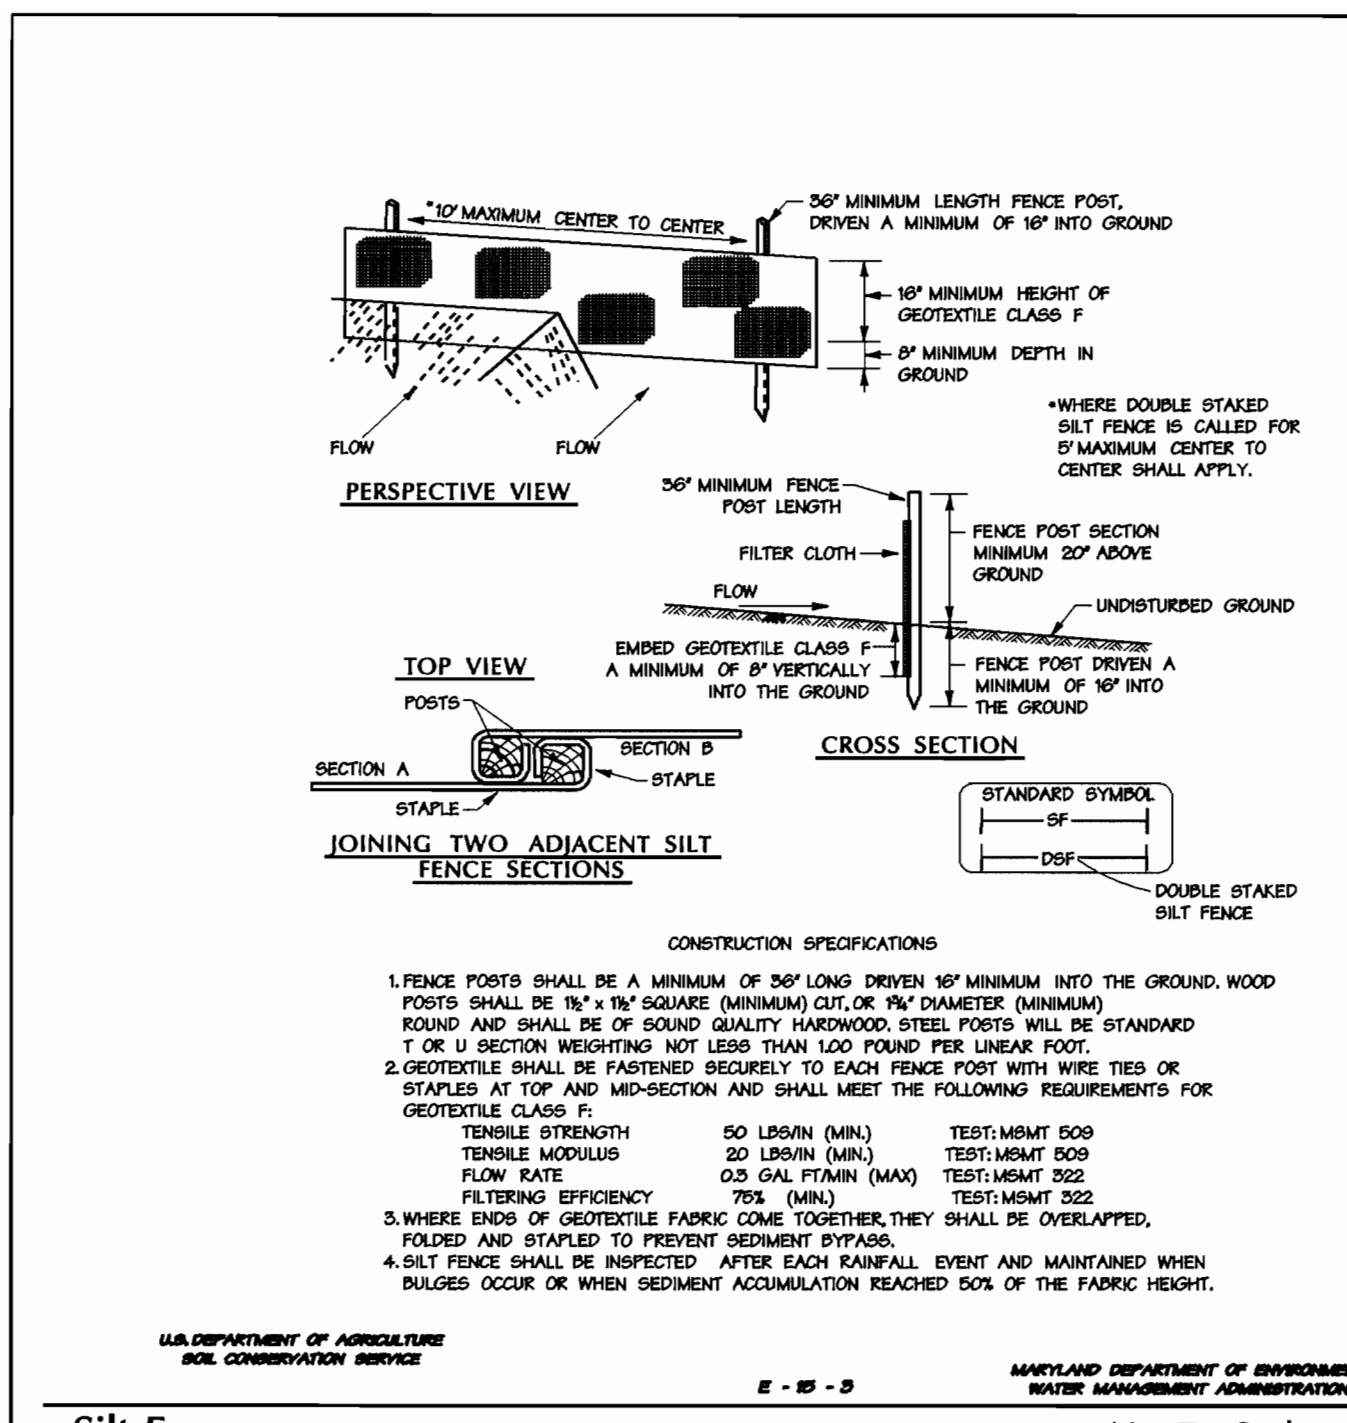 *10' MAXIMUM CENTER TO CENTER
36" MINIMUM LENGTH FENCE POST,
DRIVEN A MINIMUM OF 16" INTO GROUND
16" MINIMUM HEIGHT OF
GEOTEXTILE CLASS F
8" MINIMUM DEPTH IN
GROUND
FLOW
FLOW
PERSPECTIVE VIEW
*WHERE DOUBLE STAKED
SILT FENCE IS CALLED FOR
5' MAXIMUM CENTER TO
CENTER SHALL APPLY.
36" MINIMUM FENCE
POST LENGTH
FILTER CLOTH
FLOW
FENCE POST SECTION
MINIMUM 20" ABOVE
GROUND
UNDISTURBED GROUND
EMBED GEOTEXTILE CLASS F
A MINIMUM OF 8" VERTICALLY
INTO THE GROUND
FENCE POST DRIVEN A
MINIMUM OF 16" INTO
THE GROUND
CROSS SECTION
TOP VIEW
POSTS
SECTION B
SECTION A
STAPLE
STAPLE
JOINING TWO ADJACENT SILT
FENCE SECTIONS
STANDARD SYMBOL
SF
DSF
DOUBLE STAKED
SILT FENCE
CONSTRUCTION SPECIFICATIONS
1. FENCE POSTS SHALL BE A MINIMUM OF 36" LONG DRIVEN 16" MINIMUM INTO THE GROUND. WOOD
POSTS SHALL BE 1½" x 1½" SQUARE (MINIMUM) CUT, OR 1¾" DIAMETER (MINIMUM)
ROUND AND SHALL BE OF SOUND QUALITY HARDWOOD. STEEL POSTS WILL BE STANDARD
T OR U SECTION WEIGHTING NOT LESS THAN 1.00 POUND PER LINEAR FOOT.
2. GEOTEXTILE SHALL BE FASTENED SECURELY TO EACH FENCE POST WITH WIRE TIES OR
STAPLES AT TOP AND MID-SECTION AND SHALL MEET THE FOLLOWING REQUIREMENTS FOR
GEOTEXTILE CLASS F:
TENSILE STRENGTH 50 LBS/IN (MIN.) TEST: MSMT 509
TENSILE MODULUS 20 LBS/IN (MIN.) TEST: MSMT 509
FLOW RATE 0.3 GAL FT/MIN (MAX) TEST: MSMT 322
FILTERING EFFICIENCY 75% (MIN.) TEST: MSMT 322
3. WHERE ENDS OF GEOTEXTILE FABRIC COME TOGETHER, THEY SHALL BE OVERLAPPED,
FOLDED AND STAPLED TO PREVENT SEDIMENT BYPASS.
4. SILT FENCE SHALL BE INSPECTED AFTER EACH RAINFALL EVENT AND MAINTAINED WHEN
BULGES OCCUR OR WHEN SEDIMENT ACCUMULATION REACHED 50% OF THE FABRIC HEIGHT.
U.S. DEPARTMENT OF AGRICULTURE
SOIL CONSERVATION SERVICE
E - 15 - 3
MARYLAND DEPARTMENT OF ENVIRONME
WATER MANAGEMENT ADMINISTRATION